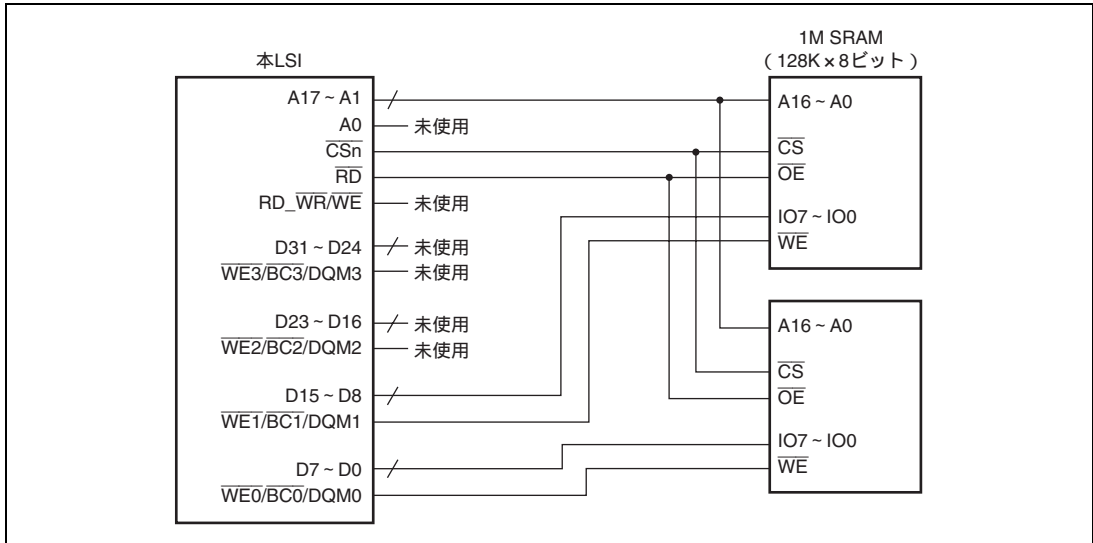 本LSI
A17 ~ A1
A0 未使用
CSn
RD
RD_WR/WE 未使用
D31 ~ D24 未使用
WE3/BC3/DQM3 未使用
D23 ~ D16 未使用
WE2/BC2/DQM2 未使用
D15 ~ D8
WE1/BC1/DQM1
D7 ~ D0
WE0/BC0/DQM0
1M SRAM
(128K × 8ビット)
A16 ~ A0
CS
OE
IO7 ~ IO0
WE
A16 ~ A0
CS
OE
IO7 ~ IO0
WE